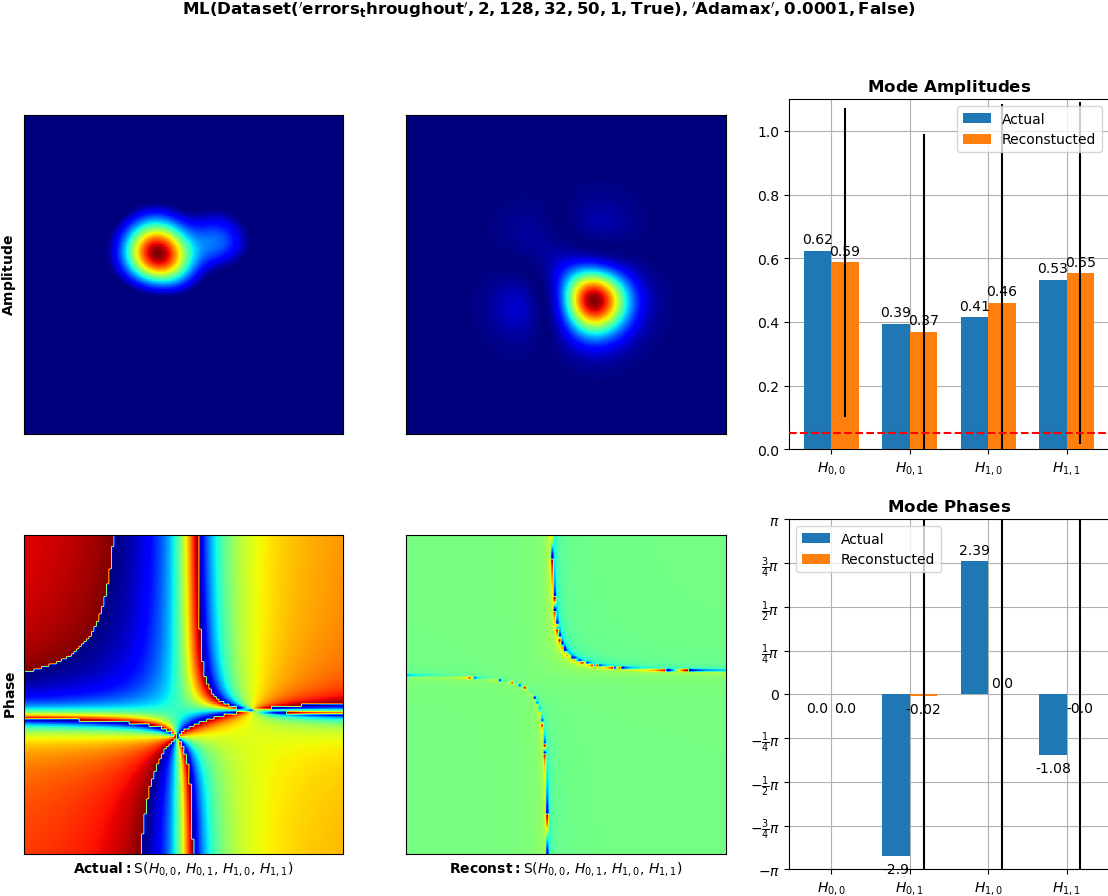 ML(Dataset('errors_throughout', 2, 128, 32, 50, 1, True), 'Adamax', 0.0001, False)
Mode Amplitudes
Amplitude
Actual
Reconstucted
1.0
0.8
0.6
0.4
0.2
0.0
0.62
0.59
0.39
0.37
0.41
0.46
0.53
0.55
H0,0
H0,1
H1,0
H1,1
Mode Phases
Phase
Actual
Reconstucted
π
3/4π
1/2π
1/4π
0
−1/4π
−1/2π
−3/4π
−π
0.0
0.0
-2.9
-0.02
2.39
0.0
-1.08
-0.0
H0,0
H0,1
H1,0
H1,1
Actual: S(H0,0, H0,1, H1,0, H1,1)
Reconst: S(H0,0, H0,1, H1,0, H1,1)